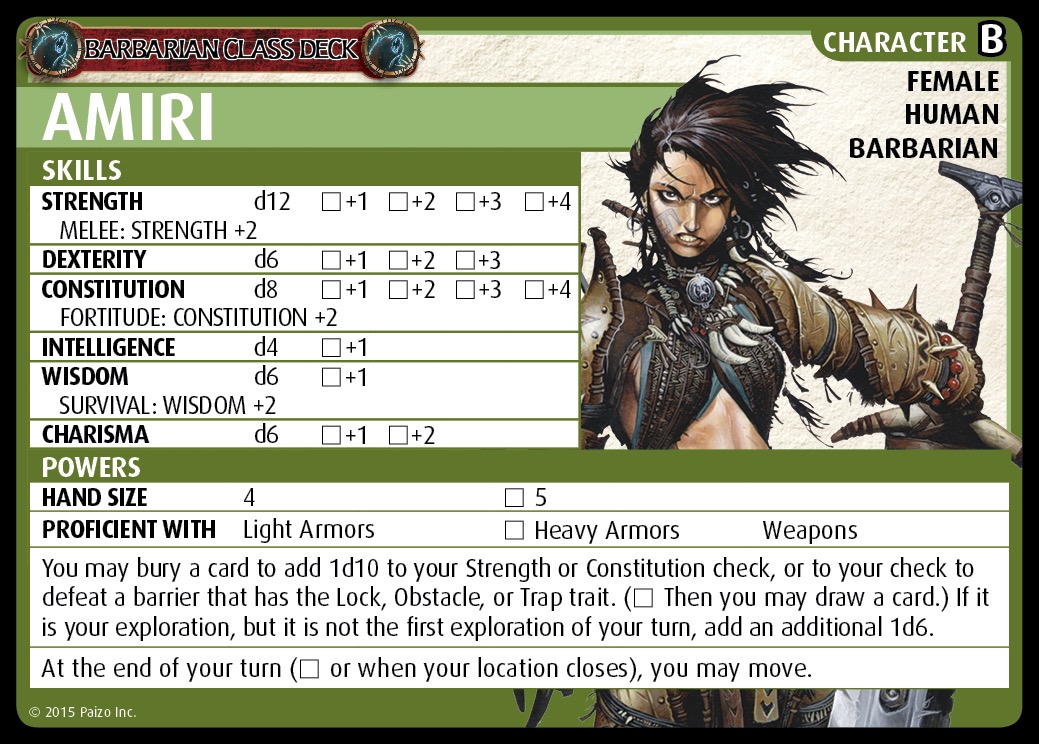 BARBARIAN CLASS DECK
CHARACTER B
AMIRI
FEMALE
HUMAN
BARBARIAN
SKILLS
STRENGTH d12 ☐+1 ☐+2 ☐+3 ☐+4
MELEE: STRENGTH +2
DEXTERITY d6 ☐+1 ☐+2 ☐+3
CONSTITUTION d8 ☐+1 ☐+2 ☐+3 ☐+4
FORTITUDE: CONSTITUTION +2
INTELLIGENCE d4 ☐+1
WISDOM d6 ☐+1
SURVIVAL: WISDOM +2
CHARISMA d6 ☐+1 ☐+2
POWERS
HAND SIZE 4 ☐ 5
PROFICIENT WITH Light Armors ☐ Heavy Armors Weapons
You may bury a card to add 1d10 to your Strength or Constitution check, or to your check to
defeat a barrier that has the Lock, Obstacle, or Trap trait. (☐ Then you may draw a card.) If it
is your exploration, but it is not the first exploration of your turn, add an additional 1d6.
At the end of your turn (☐ or when your location closes), you may move.
© 2015 Paizo Inc.